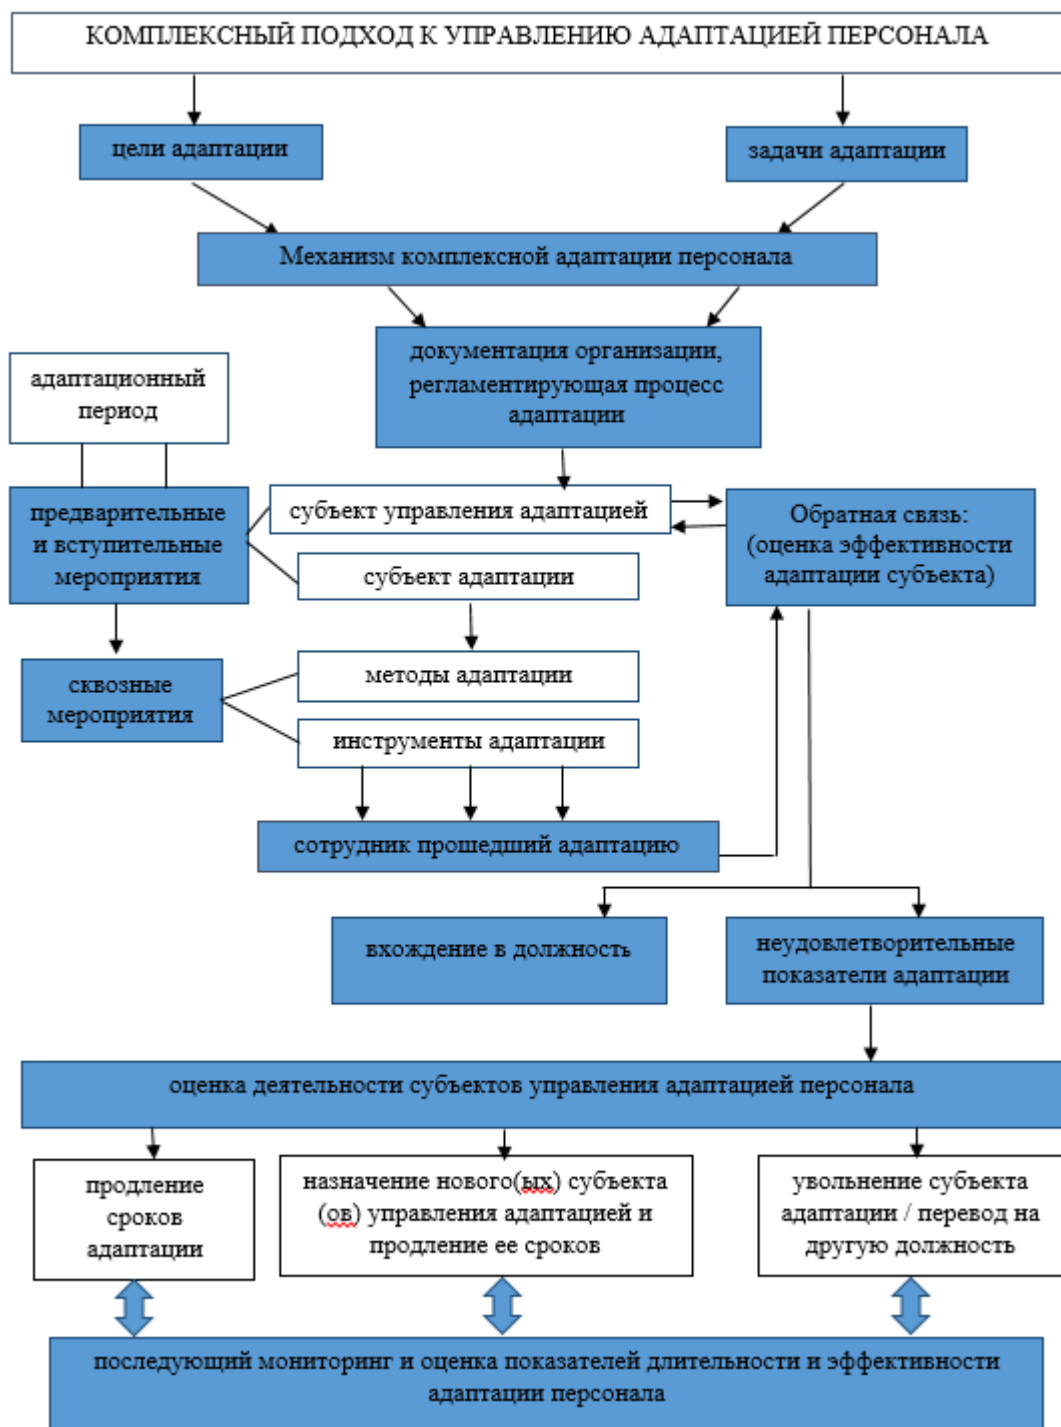 КОМПЛЕКСНЫЙ ПОДХОД К УПРАВЛЕНИЮ АДАПТАЦИЕЙ ПЕРСОНАЛА
цели адаптации
задачи адаптации
Механизм комплексной адаптации персонала
документация организации,
регламентирующая процесс
адаптации
адаптационный
период
предварительные
и вступительные
мероприятия
субъект управления адаптацией
Обратная связь:
(оценка эффективности
адаптации субъекта)
субъект адаптации
сквозные
мероприятия
методы адаптации
инструменты адаптации
сотрудник прошедший адаптацию
вхождение в должность
неудовлетворительные
показатели адаптации
оценка деятельности субъектов управления адаптацией персонала
продление
сроков
адаптации
назначение нового(ых) субъекта
(ов) управления адаптацией и
продление ее сроков
увольнение субъекта
адаптации / перевод на
другую должность
последующий мониторинг и оценка показателей длительности и эффективности
адаптации персонала